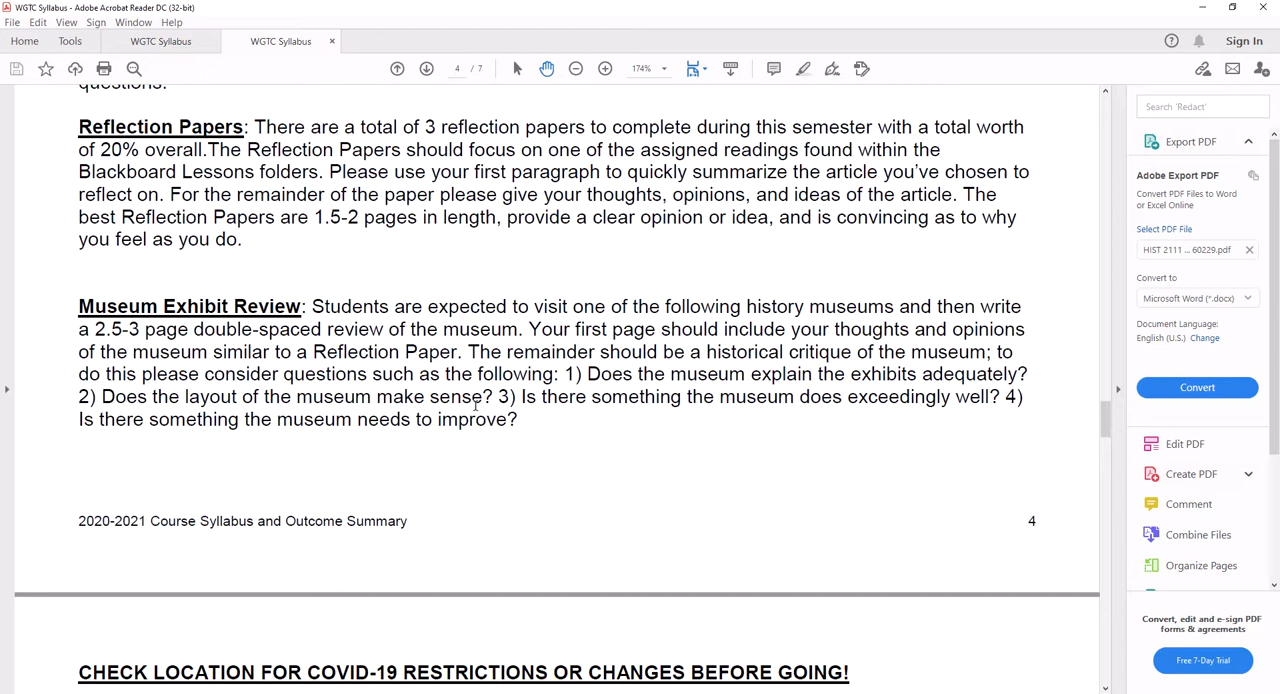 WGTC Syllabus - Adobe Acrobat Reader DC (32-bit)
File Edit View Sign Window Help
Home Tools WGTC Syllabus WGTC Syllabus × Sign In
4 / 7 174%
questions.
Reflection Papers: There are a total of 3 reflection papers to complete during this semester with a total worth
of 20% overall.The Reflection Papers should focus on one of the assigned readings found within the
Blackboard Lessons folders. Please use your first paragraph to quickly summarize the article you've chosen to
reflect on. For the remainder of the paper please give your thoughts, opinions, and ideas of the article. The
best Reflection Papers are 1.5-2 pages in length, provide a clear opinion or idea, and is convincing as to why
you feel as you do.
Museum Exhibit Review: Students are expected to visit one of the following history museums and then write
a 2.5-3 page double-spaced review of the museum. Your first page should include your thoughts and opinions
of the museum similar to a Reflection Paper. The remainder should be a historical critique of the museum; to
do this please consider questions such as the following: 1) Does the museum explain the exhibits adequately?
2) Does the layout of the museum make sense? 3) Is there something the museum does exceedingly well? 4)
Is there something the museum needs to improve?
2020-2021 Course Syllabus and Outcome Summary 4
CHECK LOCATION FOR COVID-19 RESTRICTIONS OR CHANGES BEFORE GOING!
Search 'Redact'
Export PDF
Adobe Export PDF
Convert PDF Files to Word
or Excel Online
Select PDF File
HIST 2111 ... 60229.pdf
Convert to
Microsoft Word (*.docx)
Document Language:
English (U.S.) Change
Convert
Edit PDF
Create PDF
Comment
Combine Files
Organize Pages
Convert, edit and e-sign PDF
forms & agreements
Free 7-Day Trial